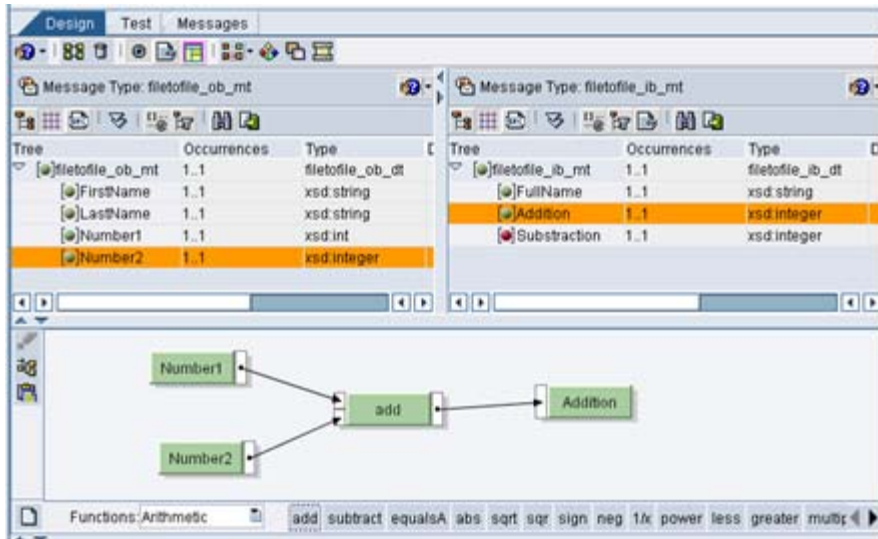 Design Test Messages
Message Type: filetofile_ob_mt
Tree Occurrences Type
[ ]filetofile_ob_mt 1..1 filetofile_ob_dt
[ ]FirstName 1..1 xsd:string
[ ]LastName 1..1 xsd:string
[ ]Number1 1..1 xsd:int
[ ]Number2 1..1 xsd:integer
Message Type: filetofile_ib_mt
Tree Occurrences Type D
[ ]filetofile_ib_mt 1..1 filetofile_ib_dt
[ ]FullName 1..1 xsd:string
[ ]Addition 1..1 xsd:integer
[ ]Substraction 1..1 xsd:integer
Number1
add
Addition
Number2
Functions: Arithmetic add subtract equalsA abs sqrt sqr sign neg 1/x power less greater